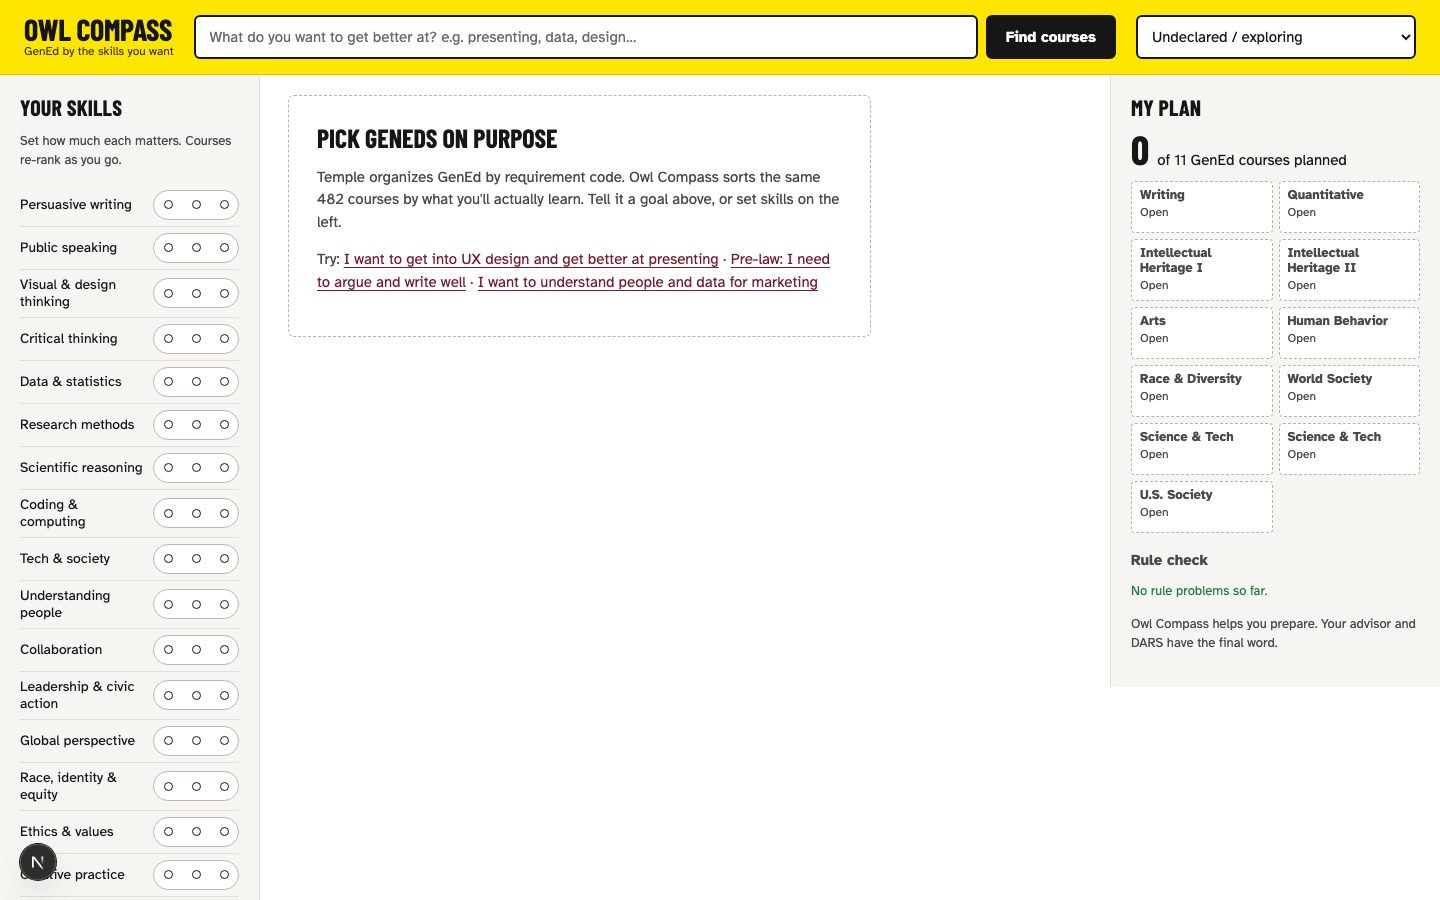 OWL COMPASS
GenEd by the skills you want
What do you want to get better at? e.g. presenting, data, design...
Find courses
Undeclared / exploring
YOUR SKILLS
Set how much each matters. Courses
re-rank as you go.
Persuasive writing
Public speaking
Visual & design
thinking
Critical thinking
Data & statistics
Research methods
Scientific reasoning
Coding &
computing
Tech & society
Understanding
people
Collaboration
Leadership & civic
action
Global perspective
Race, identity &
equity
Ethics & values
practice
N
PICK GENEDS ON PURPOSE
Temple organizes GenEd by requirement code. Owl Compass sorts the same
482 courses by what you'll actually learn. Tell it a goal above, or set skills on the
left.
Try: I want to get into UX design and get better at presenting · Pre-law: I need
to argue and write well · I want to understand people and data for marketing
MY PLAN
0 of 11 GenEd courses planned
Writing
Open
Quantitative
Open
Intellectual
Heritage I
Open
Intellectual
Heritage II
Open
Arts
Open
Human Behavior
Open
Race & Diversity
Open
World Society
Open
Science & Tech
Open
Science & Tech
Open
U.S. Society
Open
Rule check
No rule problems so far.
Owl Compass helps you prepare. Your advisor and
DARS have the final word.